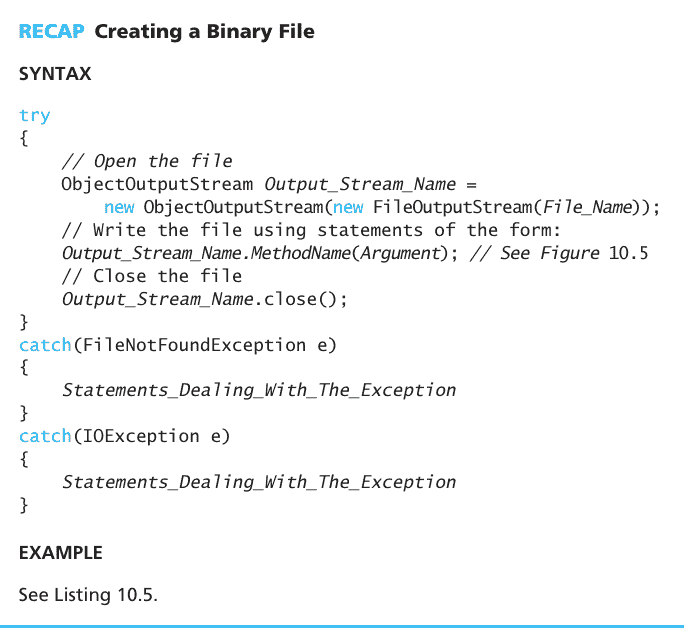 RECAP Creating a Binary File
SYNTAX
try
{
// Open the file
ObjectOutputStream Output_Stream_Name =
new ObjectOutputStream(new FileOutputStream(File_Name));
// Write the file using statements of the form:
Output_Stream_Name.MethodName(Argument); // See Figure 10.5
// Close the file
Output_Stream_Name.close();
}
catch(FileNotFoundException e)
{
Statements_Dealing_With_The_Exception
}
catch(IOException e)
{
Statements_Dealing_With_The_Exception
}
EXAMPLE
See Listing 10.5.